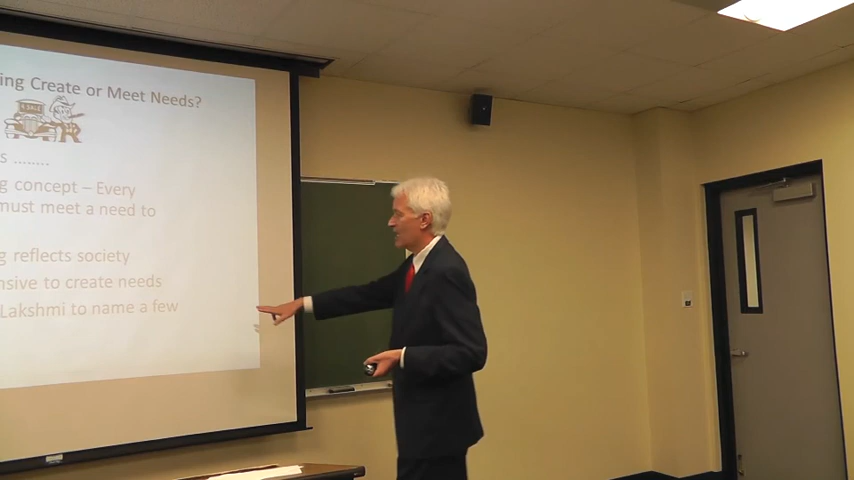 ing Create or Meet Needs?
s ........
g concept – Every
must meet a need to
g reflects society
nsive to create needs
Lakshmi to name a few